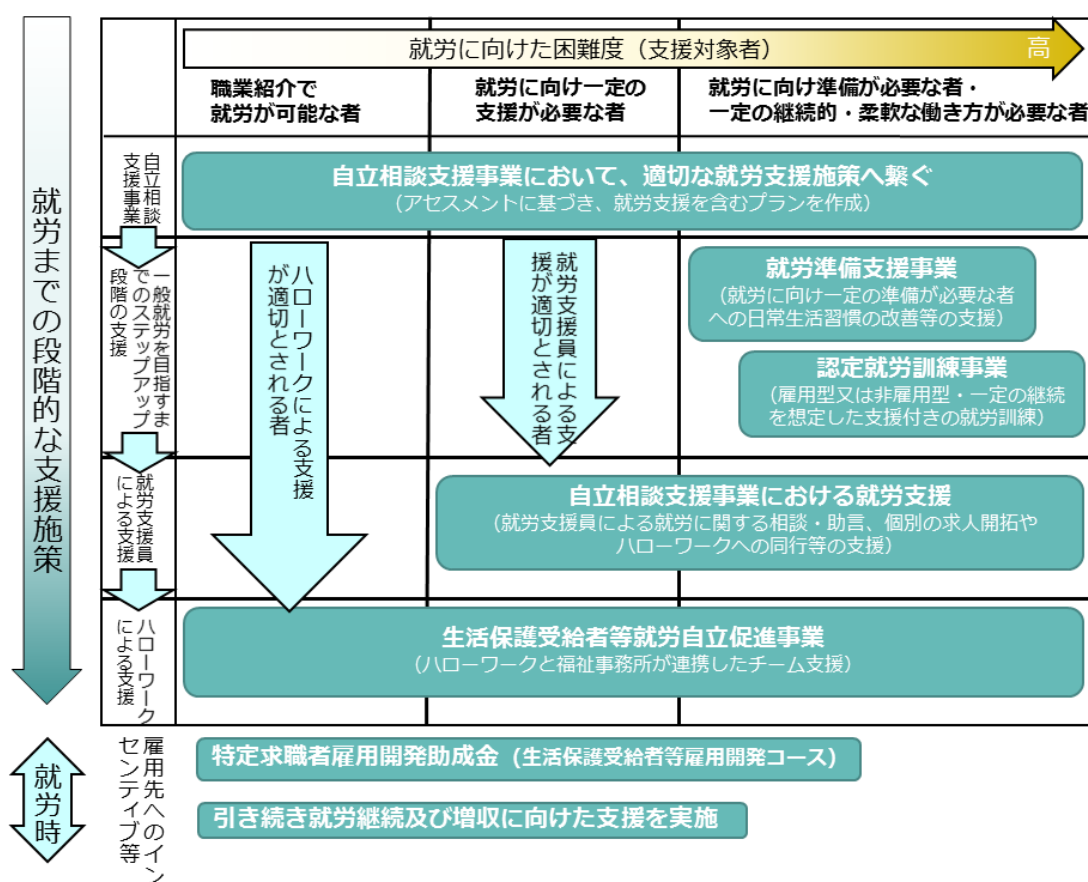 就労に向けた困難度（支援対象者）
高
職業紹介で
就労が可能な者
就労に向け一定の
支援が必要な者
就労に向け準備が必要な者・
一定の継続的・柔軟な働き方が必要な者
就労までの段階的な支援施策
自立相談
支援事業
自立相談支援事業において、適切な就労支援施策へ繋ぐ
（アセスメントに基づき、就労支援を含むプランを作成）
一般就労を目指すま
でのステップアップ
段階の支援
ハローワークによる支援
が適切とされる者
就労支援員による支
援が適切とされる者
就労準備支援事業
（就労に向け一定の準備が必要な者
への日常生活習慣の改善等の支援）
認定就労訓練事業
（雇用型又は非雇用型・一定の継続
を想定した支援付きの就労訓練）
就労支援員
による支援
自立相談支援事業における就労支援
（就労支援員による就労に関する相談・助言、個別の求人開拓や
ハローワークへの同行等の支援）
ハローワーク
による支援
生活保護受給者等就労自立促進事業
（ハローワークと福祉事務所が連携したチーム支援）
就労時
雇用先へのイン
センティブ等
特定求職者雇用開発助成金（生活保護受給者等雇用開発コース）
引き続き就労継続及び増収に向けた支援を実施